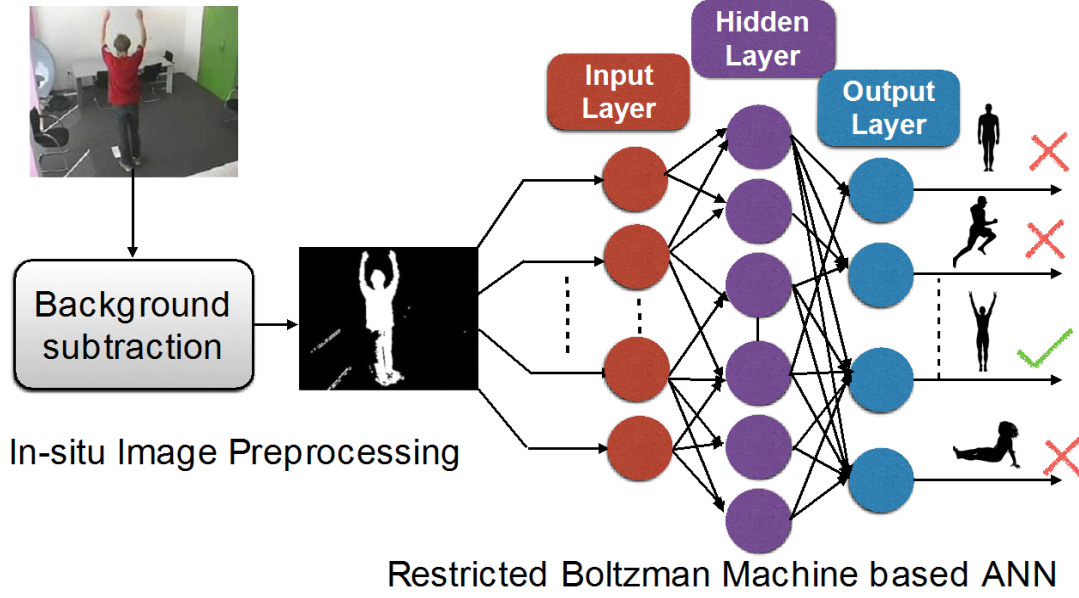 Hidden
Layer
Input
Layer
Output
Layer
Background
subtraction
In-situ Image Preprocessing
Restricted Boltzman Machine based ANN